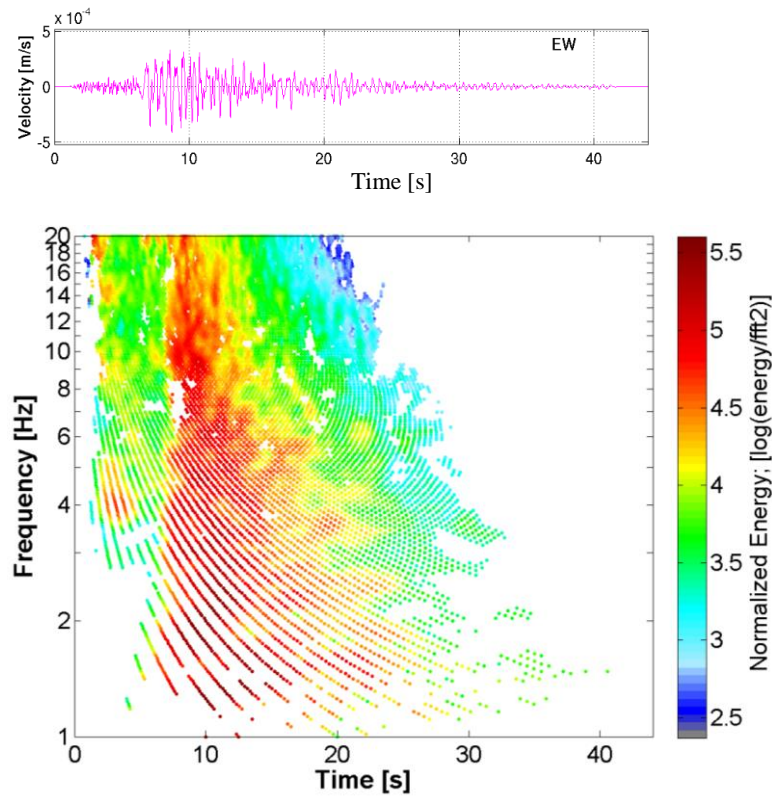 x 10⁻⁴
5
0
-5
Velocity [m/s]
EW
0 10 20 30 40
Time [s]
20
18
16
14
12
10
8
6
4
2
1
Frequency [Hz]
0 10 20 30 40
Time [s]
5.5
5
4.5
4
3.5
3
2.5
Normalized Energy; [log(energy/fft2)]